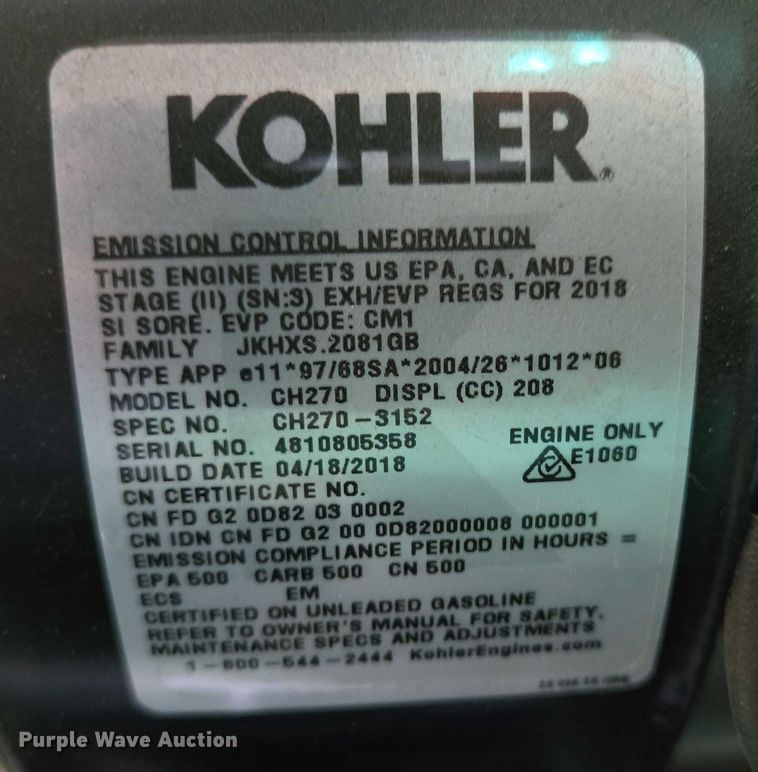 KOHLER®
EMISSION CONTROL INFORMATION
THIS ENGINE MEETS US EPA, CA, AND EC
STAGE (II) (SN:3) EXH/EVP REGS FOR 2018
SI SORE. EVP CODE: CM1
FAMILY JKHXS.2081GB
TYPE APP e11*97/68SA*2004/26*1012*06
MODEL NO. CH270 DISPL (CC) 208
SPEC NO. CH270-3152
SERIAL NO. 4810805358
ENGINE ONLY
BUILD DATE 04/18/2018
E1060
CN CERTIFICATE NO.
CN FD G2 0D82 03 0002
CN IDN CN FD G2 00 0D82000008 000001
EMISSION COMPLIANCE PERIOD IN HOURS =
EPA 500 CARB 500 CN 500
ECS EM
CERTIFIED ON UNLEADED GASOLINE
REFER TO OWNER'S MANUAL FOR SAFETY,
MAINTENANCE SPECS AND ADJUSTMENTS
1-800-544-2444 KohlerEngines.com
Purple Wave Auction